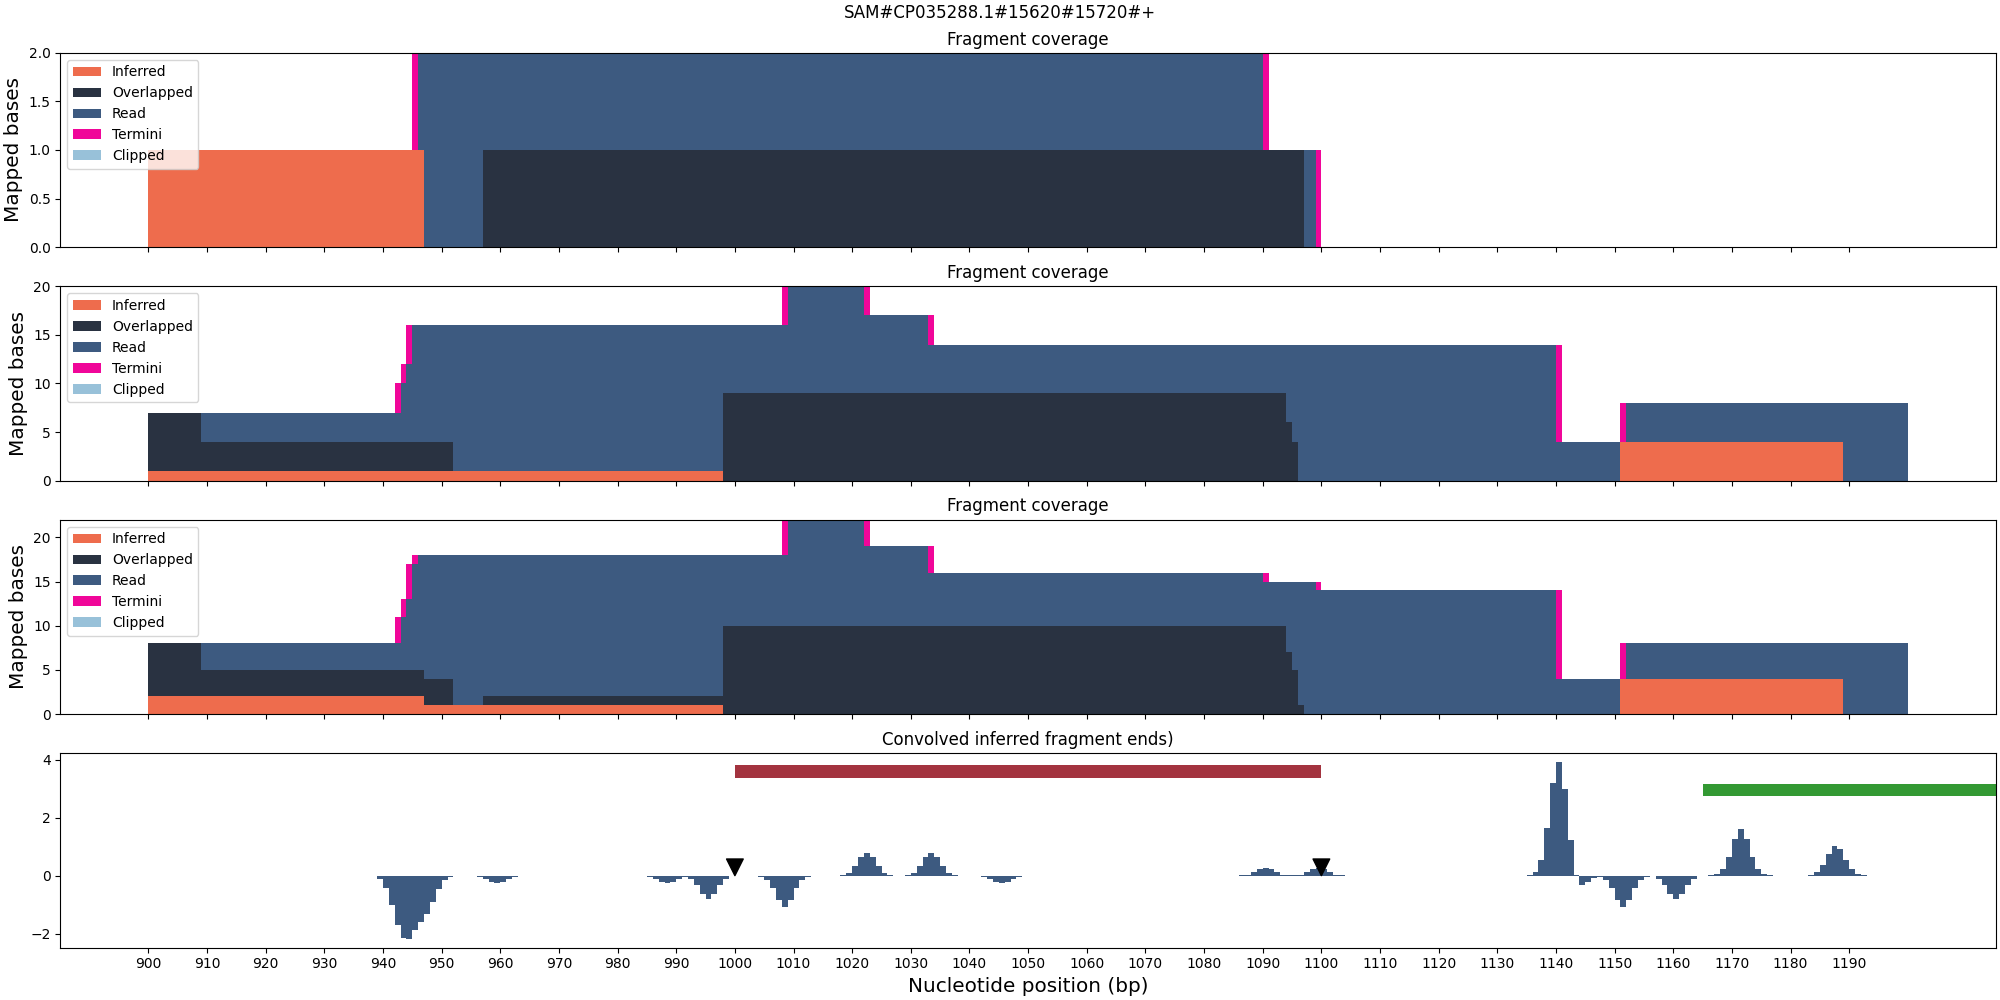 SAM#CP035288.1#15620#15720#+
Fragment coverage
Mapped bases
2.0
1.5
1.0
0.5
0.0
Inferred
Overlapped
Read
Termini
Clipped
Fragment coverage
Mapped bases
20
15
10
5
0
Inferred
Overlapped
Read
Termini
Clipped
Fragment coverage
Mapped bases
20
15
10
5
0
Inferred
Overlapped
Read
Termini
Clipped
Convolved inferred fragment ends)
4
2
0
−2
900 910 920 930 940 950 960 970 980 990 1000 1010 1020 1030 1040 1050 1060 1070 1080 1090 1100 1110 1120 1130 1140 1150 1160 1170 1180 1190
Nucleotide position (bp)